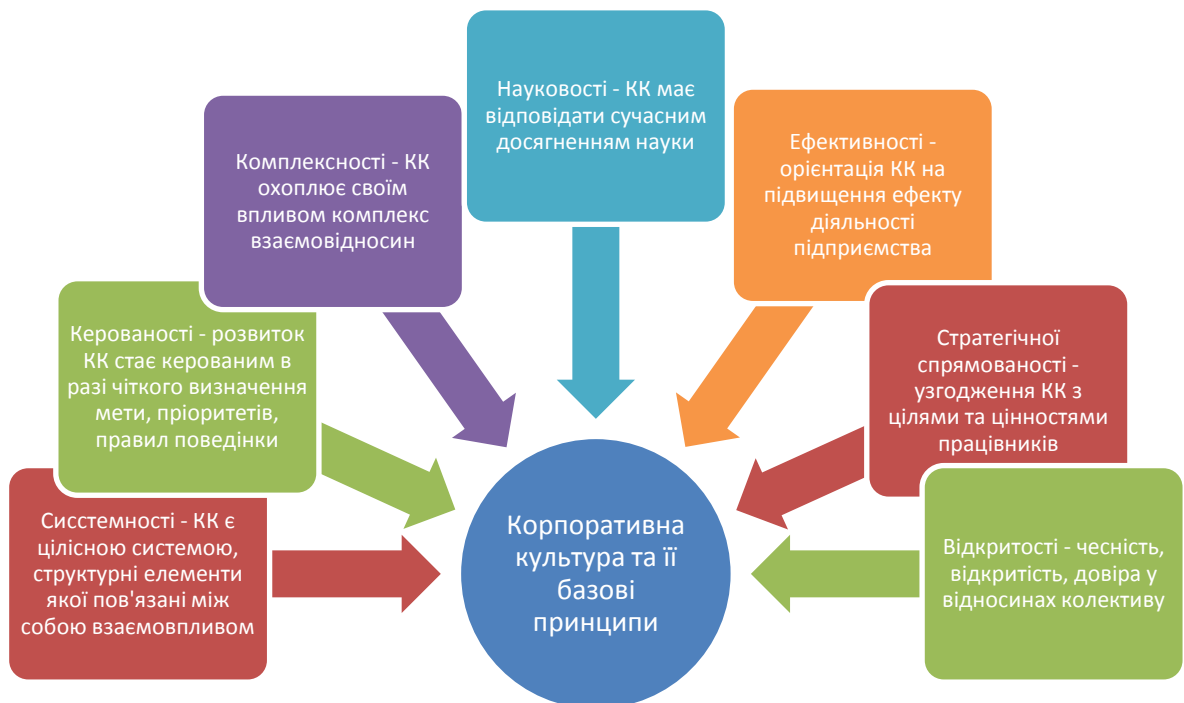 Науковості - КК має
відповідати сучасним
досягненням науки
Комплексності - КК
охоплює своїм
впливом комплекс
взаємовідносин
Ефективності -
орієнтація КК на
підвищення ефекту
діяльності
підприємства
Керованості - розвиток
КК стає керованим в
разі чіткого визначення
мети, пріоритетів,
правил поведінки
Стратегічної
спрямованості -
узгодження КК з
цілями та цінностями
працівників
Сисстемності - КК є
цілісною системою,
структурні елементи
якої пов'язані між
собою взаємовпливом
Корпоративна
культура та її
базові
принципи
Відкритості - чесність,
відкритість, довіра у
відносинах колективу